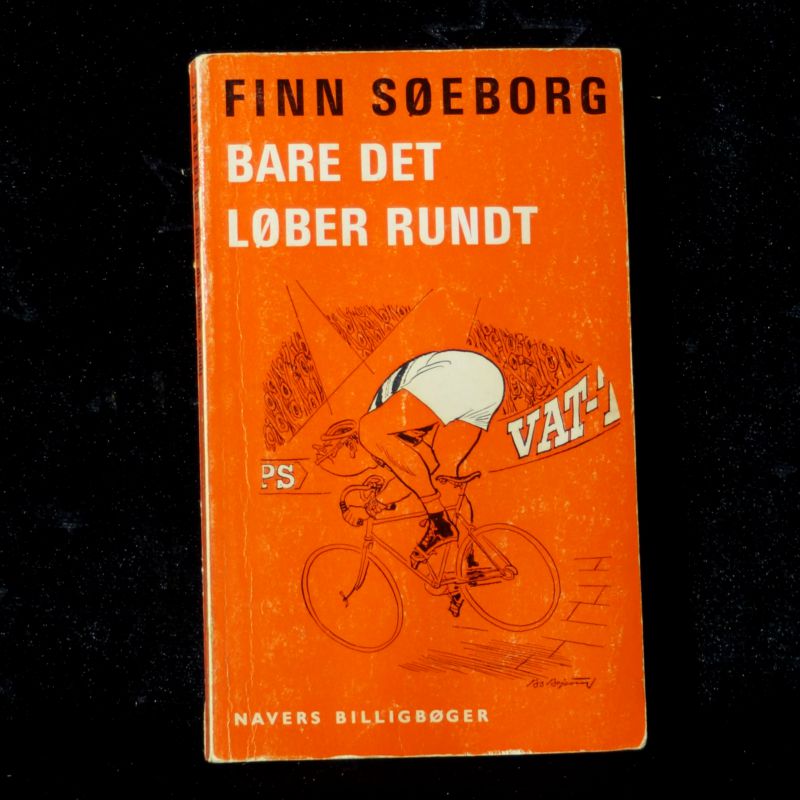 FINN SØEBORG
BARE DET
LØBER RUNDT
VAT-
PS
NAVERS BILLIGBØGER